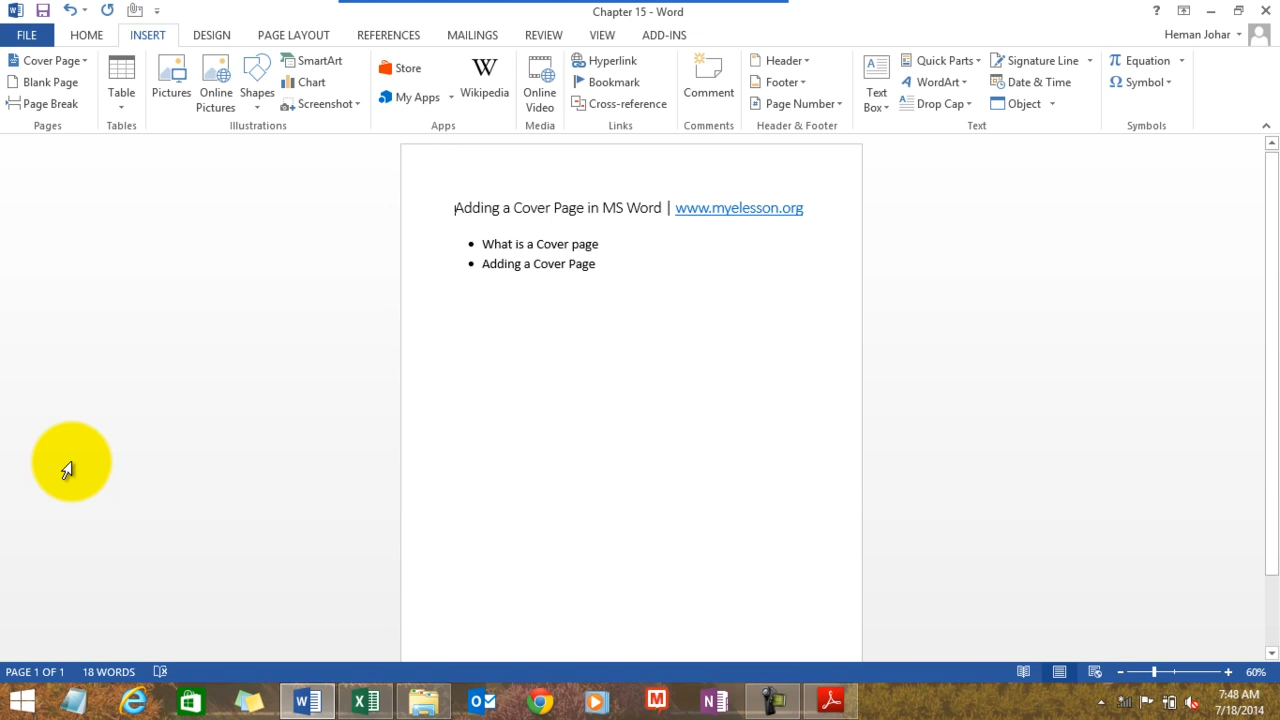 Chapter 15 - Word
?
Heman Johar
FILE HOME INSERT DESIGN PAGE LAYOUT REFERENCES MAILINGS REVIEW VIEW ADD-INS
Cover Page
Blank Page
Page Break
Pages
Table
Tables
Pictures
Online
Pictures
Shapes
SmartArt
Chart
Screenshot
Illustrations
Store
My Apps
W
Wikipedia
Apps
Online
Video
Media
Hyperlink
Bookmark
Cross-reference
Links
Comment
Comments
Header
Footer
Page Number
Header & Footer
Text
Box
Quick Parts
WordArt
Drop Cap
Signature Line
Date & Time
Object
Text
π Equation
Ω Symbol
Symbols
Adding a Cover Page in MS Word | www.myelesson.org
• What is a Cover page
• Adding a Cover Page
PAGE 1 OF 1 18 WORDS
60%
7:48 AM
7/18/2014